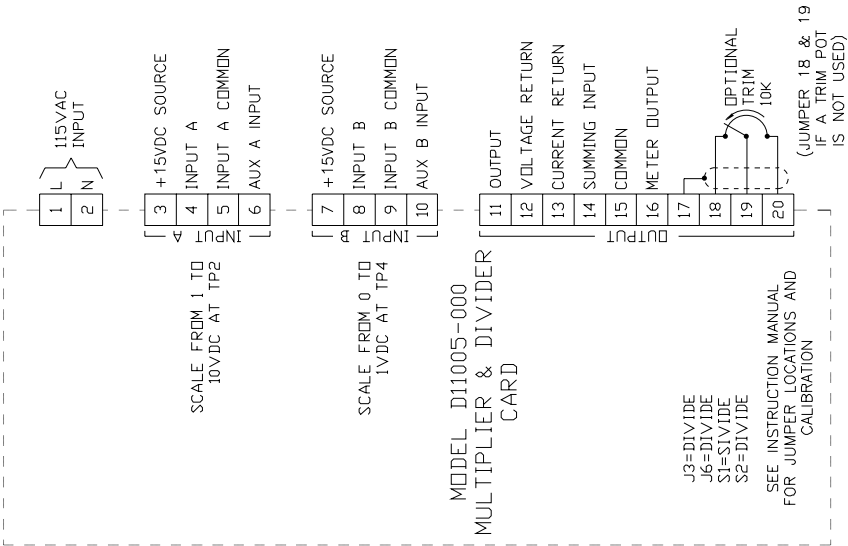 1 L
2 N
115VAC
INPUT
3 +15VDC SOURCE
4 INPUT A
5 INPUT A COMMON
6 AUX A INPUT
INPUT A
SCALE FROM 1 TO
10VDC AT TP2
7 +15VDC SOURCE
8 INPUT B
9 INPUT B COMMON
10 AUX B INPUT
INPUT B
SCALE FROM 0 TO
1VDC AT TP4
MODEL D11005-000
MULTIPLIER & DIVIDER
CARD
11 OUTPUT
12 VOLTAGE RETURN
13 CURRENT RETURN
14 SUMMING INPUT
15 COMMON
16 METER OUTPUT
17
18
19
20
OUTPUT
OPTIONAL
TRIM
10K
(JUMPER 18 & 19
IF A TRIM POT
IS NOT USED)
J3=DIVIDE
J6=DIVIDE
S1=SIVIDE
S2=DIVIDE
SEE INSTRUCTION MANUAL
FOR JUMPER LOCATIONS AND
CALIBRATION